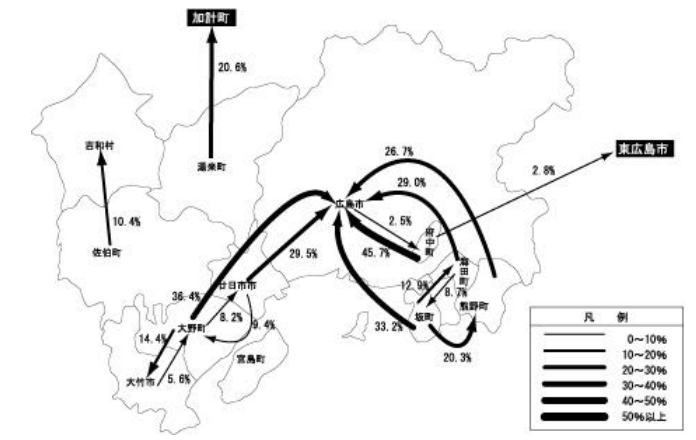 加計町
20.6%
吉和村
湯来町
26.7%
東広島市
2.8%
29.0%
広島市
2.5%
府中町
45.7%
10.4%
佐伯町
29.5%
海田町
12.9%
8.7%
廿日市市
36.4%
熊野町
8.2%
9.4%
大野町
33.2%
坂町
14.4%
宮島町
20.3%
大竹市
5.6%
凡 例
0~10%
10~20%
20~30%
30~40%
40~50%
50%以上